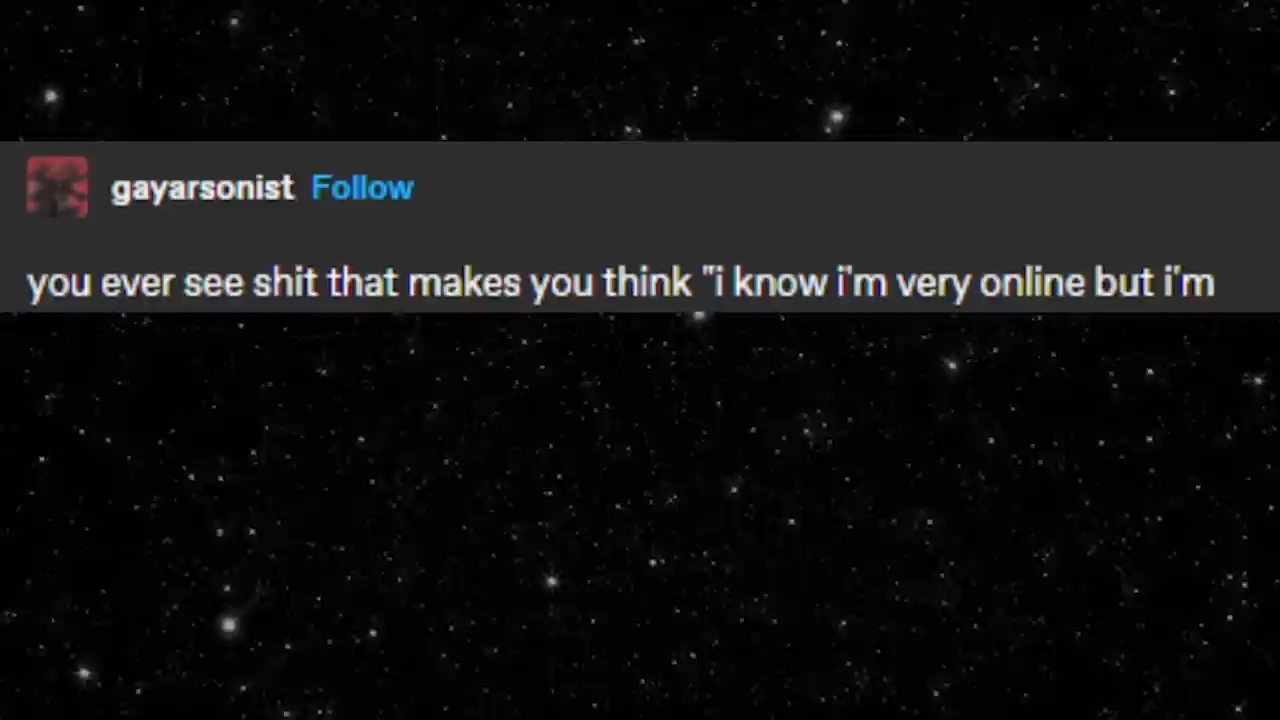 gayarsonist Follow
you ever see shit that makes you think "i know i'm very online but i'm